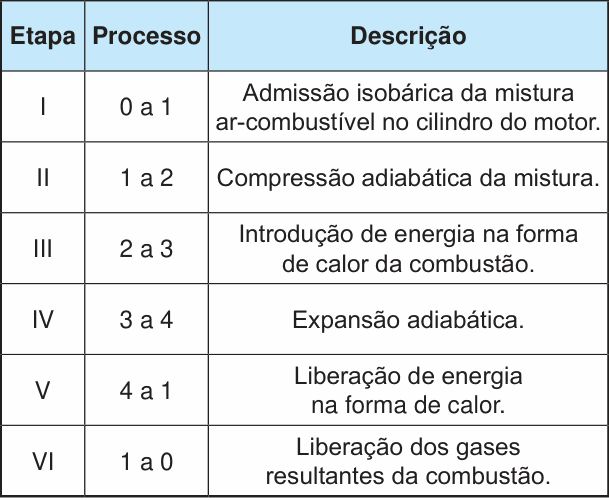 Etapa Processo Descrição
I 0 a 1 Admissão isobárica da mistura
ar-combustível no cilindro do motor.
II 1 a 2 Compressão adiabática da mistura.
III 2 a 3 Introdução de energia na forma
de calor da combustão.
IV 3 a 4 Expansão adiabática.
V 4 a 1 Liberação de energia
na forma de calor.
VI 1 a 0 Liberação dos gases
resultantes da combustão.